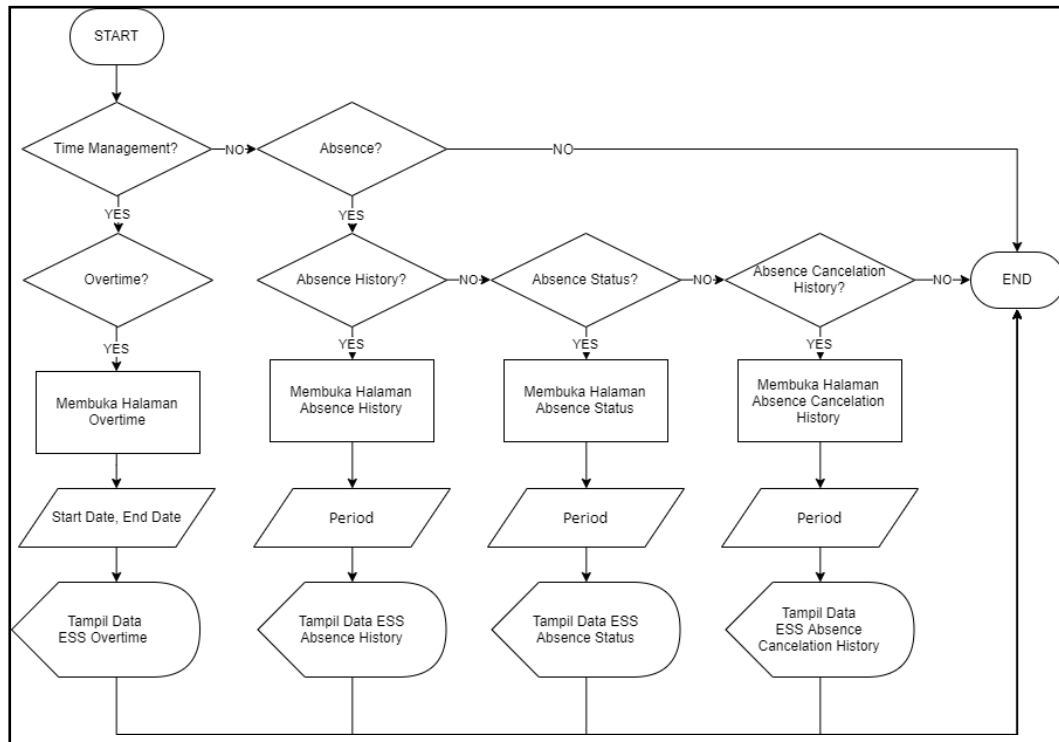 START
Time Management?
NO
Absence?
NO
YES
YES
Overtime?
Absence History?
NO
Absence Status?
NO
Absence Cancelation
History?
NO
END
YES
YES
YES
YES
Membuka Halaman
Overtime
Membuka Halaman
Absence History
Membuka Halaman
Absence Status
Membuka Halaman
Absence Cancelation
History
Start Date, End Date
Period
Period
Period
Tampil Data
ESS Overtime
Tampil Data ESS
Absence History
Tampil Data ESS
Absence Status
Tampil Data
ESS Absence
Cancelation History